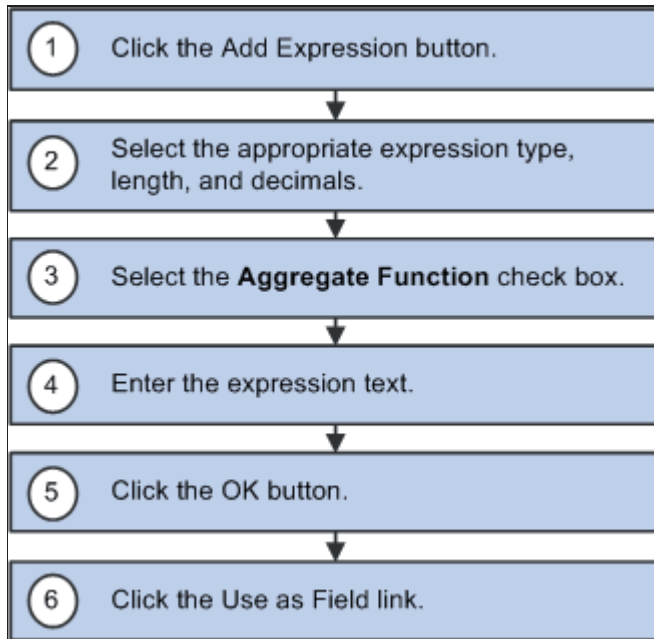 1 Click the Add Expression button.
2 Select the appropriate expression type,
length, and decimals.
3 Select the Aggregate Function check box.
4 Enter the expression text.
5 Click the OK button.
6 Click the Use as Field link.